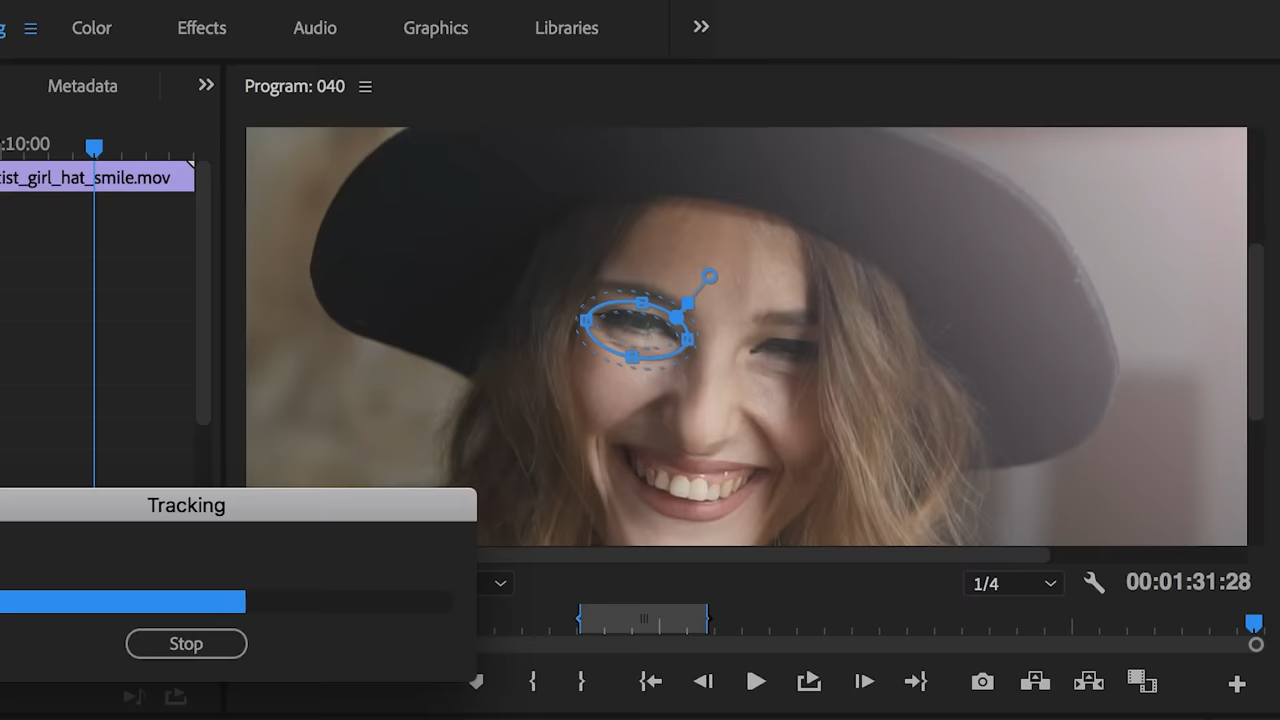 Color Effects Audio Graphics Libraries
Metadata
Program: 040
:10:00
tist_girl_hat_smile.mov
Tracking
Stop
1/4
00:01:31:28